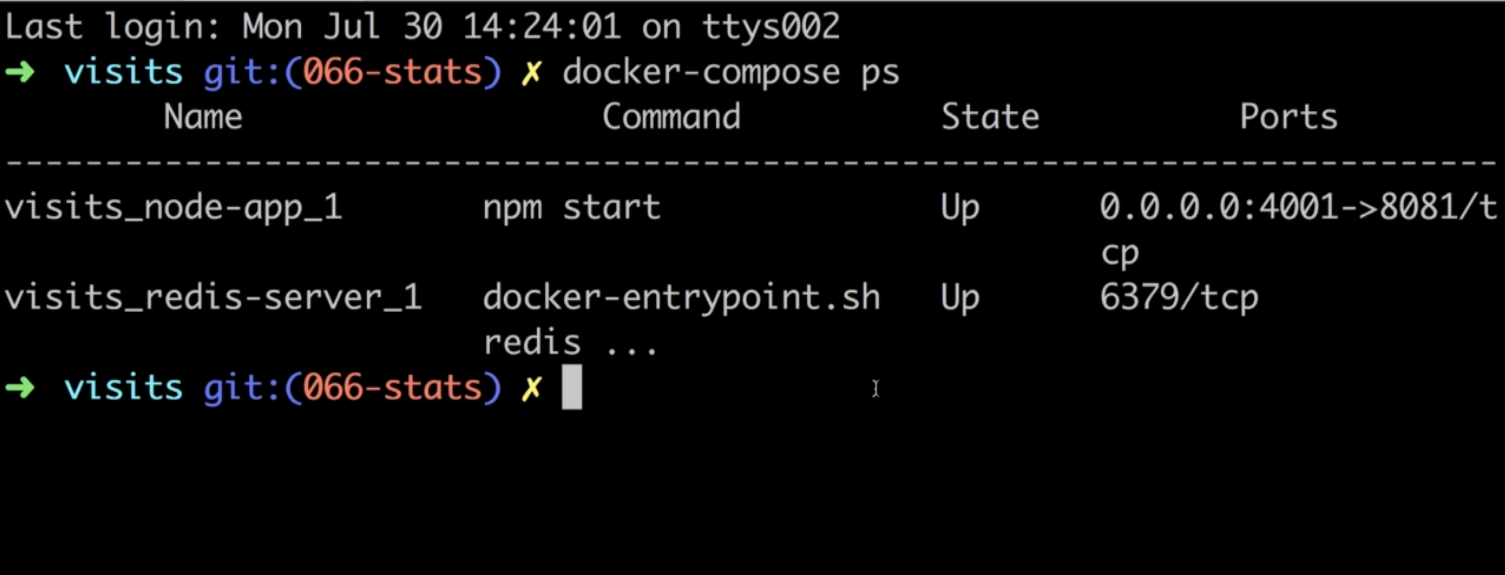 Last login: Mon Jul 30 14:24:01 on ttys002
➜ visits git:(066-stats) ✗ docker-compose ps
Name Command State Ports
--------------------------------------------------------------------------
visits_node-app_1 npm start Up 0.0.0.0:4001->8081/t
cp
visits_redis-server_1 docker-entrypoint.sh Up 6379/tcp
redis ...
➜ visits git:(066-stats) ✗